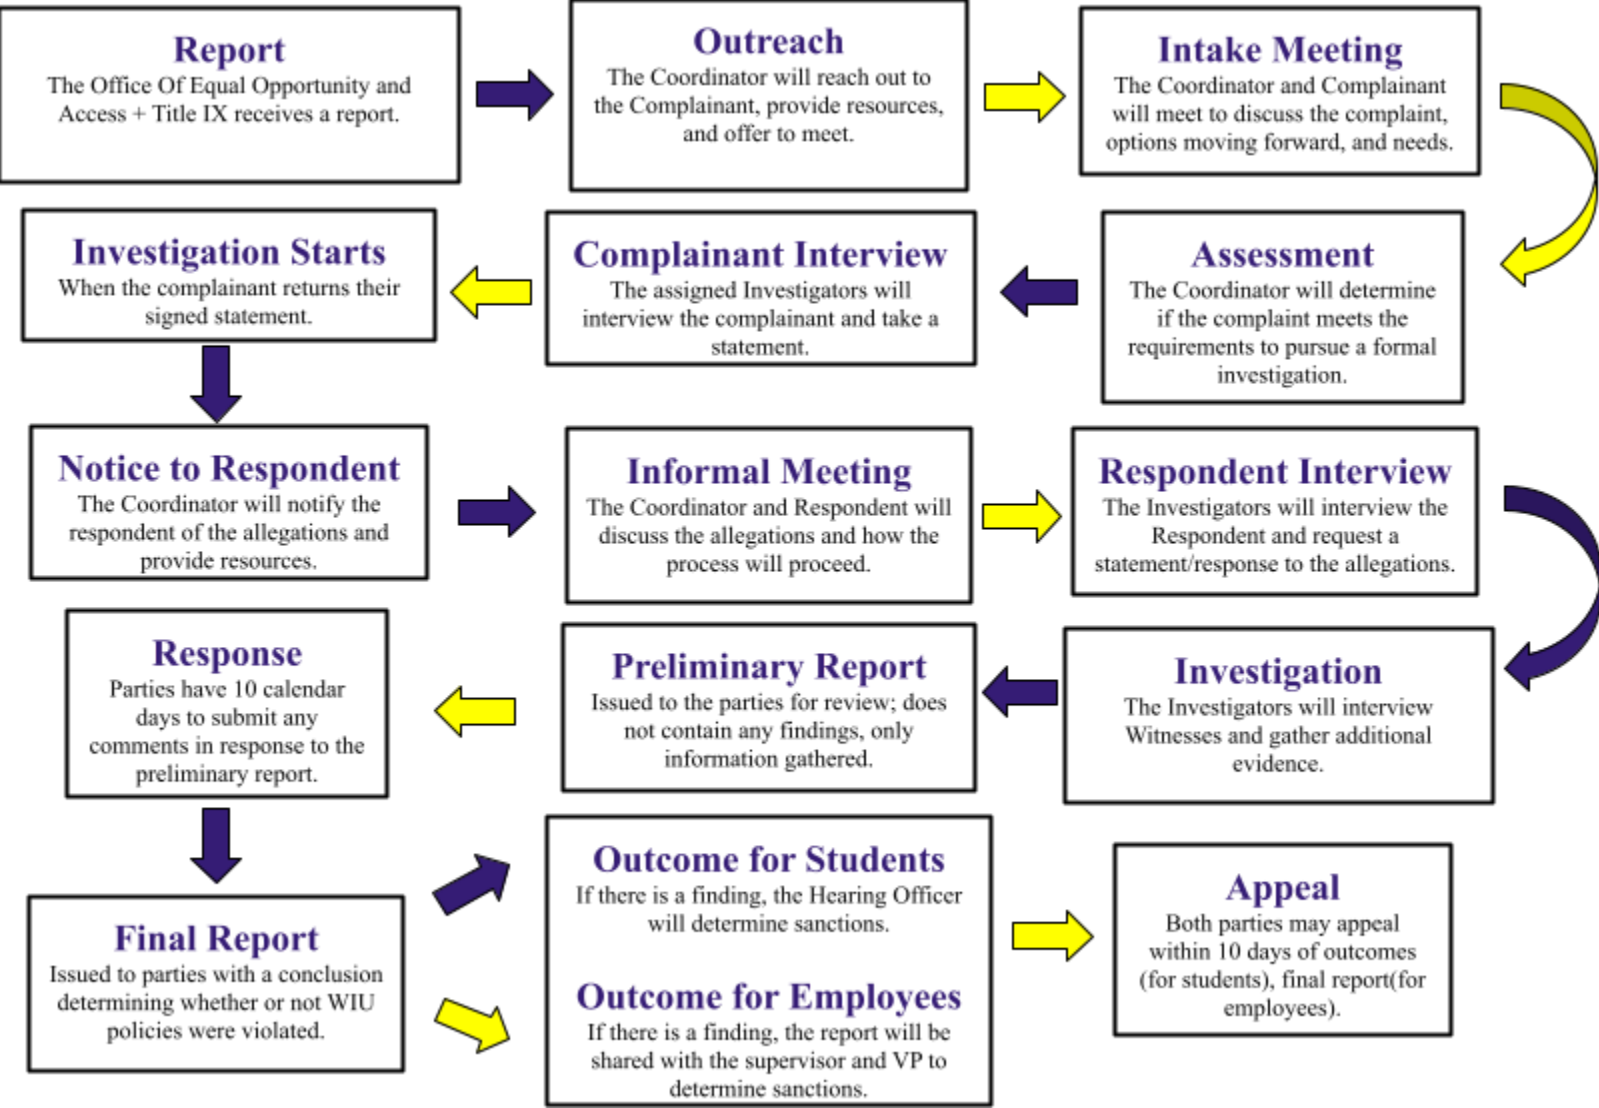 Report
The Office Of Equal Opportunity and
Access + Title IX receives a report.
Outreach
The Coordinator will reach out to
the Complainant, provide resources,
and offer to meet.
Intake Meeting
The Coordinator and Complainant
will meet to discuss the complaint,
options moving forward, and needs.
Assessment
The Coordinator will determine
if the complaint meets the
requirements to pursue a formal
investigation.
Complainant Interview
The assigned Investigators will
interview the complainant and take a
statement.
Investigation Starts
When the complainant returns their
signed statement.
Notice to Respondent
The Coordinator will notify the
respondent of the allegations and
provide resources.
Informal Meeting
The Coordinator and Respondent will
discuss the allegations and how the
process will proceed.
Respondent Interview
The Investigators will interview the
Respondent and request a
statement/response to the allegations.
Investigation
The Investigators will interview
Witnesses and gather additional
evidence.
Preliminary Report
Issued to the parties for review; does
not contain any findings, only
information gathered.
Response
Parties have 10 calendar
days to submit any
comments in response to the
preliminary report.
Final Report
Issued to parties with a conclusion
determining whether or not WIU
policies were violated.
Outcome for Students
If there is a finding, the Hearing Officer
will determine sanctions.
Outcome for Employees
If there is a finding, the report will be
shared with the supervisor and VP to
determine sanctions.
Appeal
Both parties may appeal
within 10 days of outcomes
(for students), final report(for
employees).